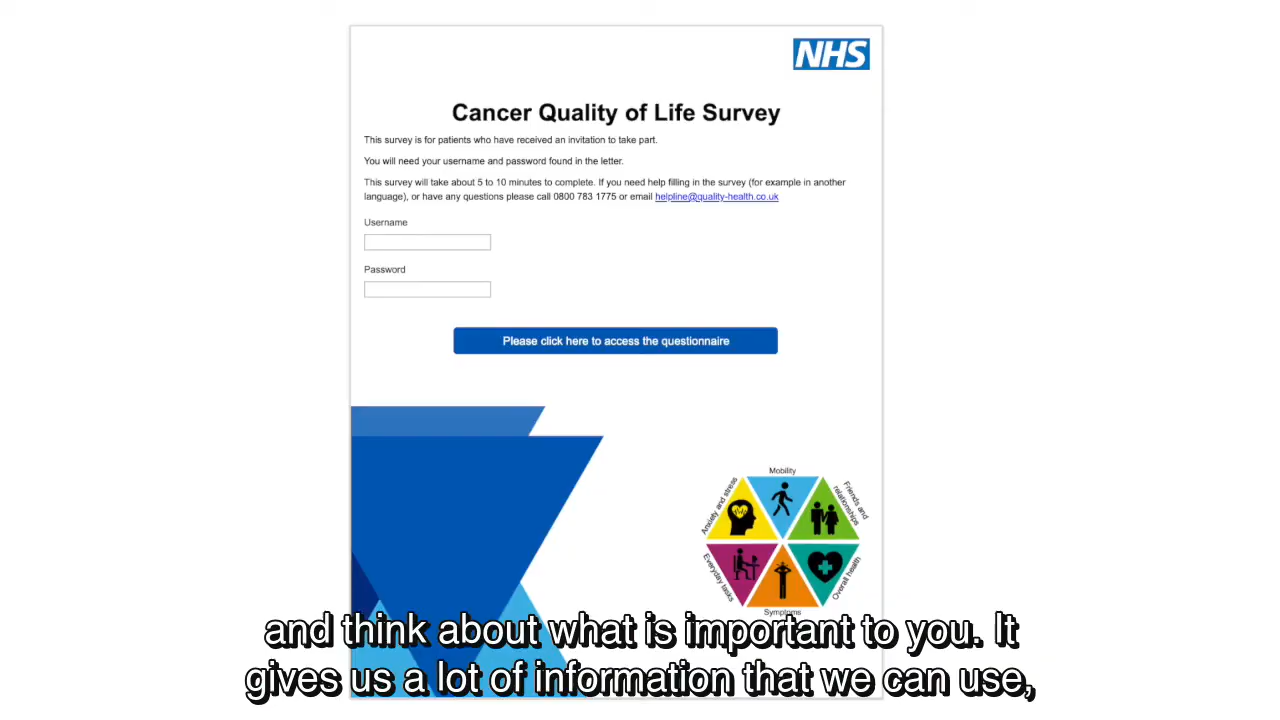 NHS
Cancer Quality of Life Survey
This survey is for patients who have received an invitation to take part.
You will need your username and password found in the letter.
This survey will take about 5 to 10 minutes to complete. If you need help filling in the survey (for example in another
language), or have any questions please call 0800 783 1775 or email helpline@quality-health.co.uk
Username
Password
Please click here to access the questionnaire
Mobility
Anxiety and stress
Friends and
relationships
Everyday tasks
Overall health
Symptoms
and think about what is important to you. It
gives us a lot of information that we can use,